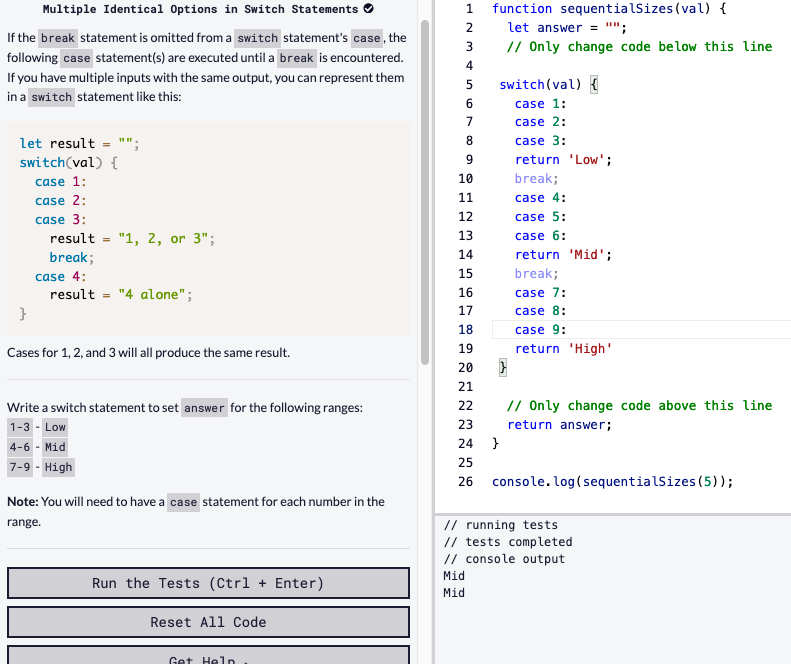 Multiple Identical Options in Switch Statements
If the break statement is omitted from a switch statement's case, the
following case statement(s) are executed until a break is encountered.
If you have multiple inputs with the same output, you can represent them
in a switch statement like this:
let result = "";
switch(val) {
  case 1:
  case 2:
  case 3:
    result = "1, 2, or 3";
    break;
  case 4:
    result = "4 alone";
}
Cases for 1, 2, and 3 will all produce the same result.
Write a switch statement to set answer for the following ranges:
1-3 - Low
4-6 - Mid
7-9 - High
Note: You will need to have a case statement for each number in the
range.
Run the Tests (Ctrl + Enter)
Reset All Code
Get Help
1 function sequentialSizes(val) {
2   let answer = "";
3   // Only change code below this line
4
5  switch(val) {
6    case 1:
7    case 2:
8    case 3:
9    return 'Low';
10    break;
11    case 4:
12    case 5:
13    case 6:
14    return 'Mid';
15    break;
16    case 7:
17    case 8:
18    case 9:
19    return 'High'
20  }
21
22   // Only change code above this line
23   return answer;
24 }
25
26 console.log(sequentialSizes(5));
// running tests
// tests completed
// console output
Mid
Mid